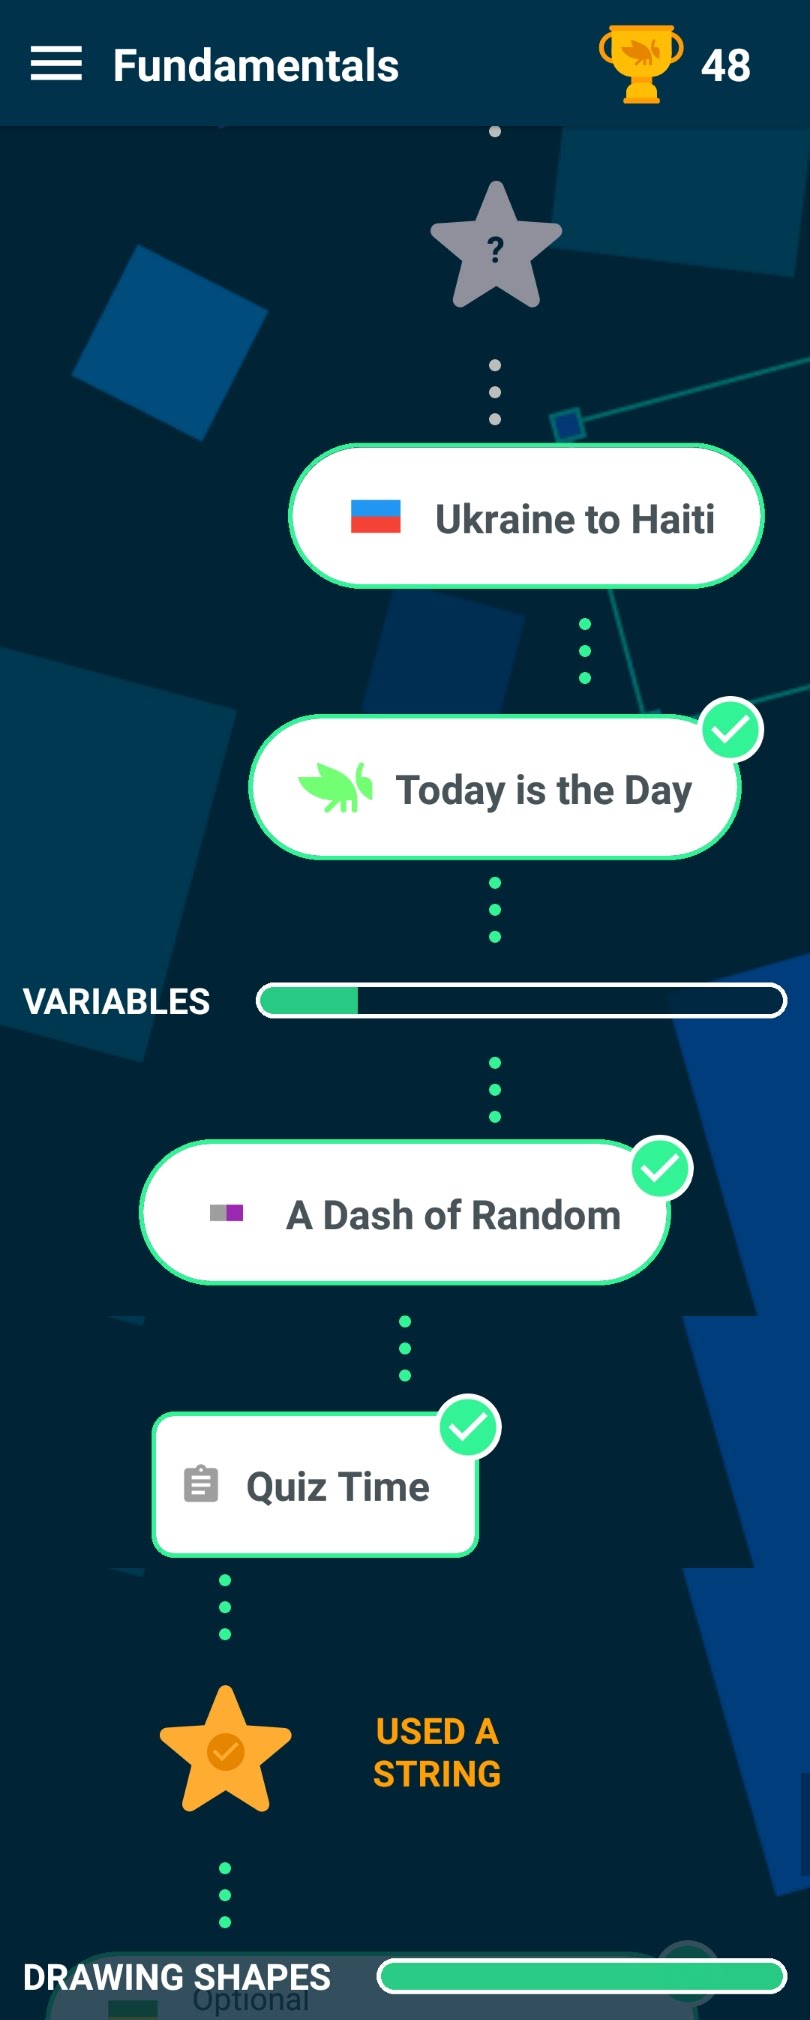 Fundamentals
48
?
Ukraine to Haiti
Today is the Day
VARIABLES
A Dash of Random
Quiz Time
USED A
STRING
DRAWING SHAPES
Optional